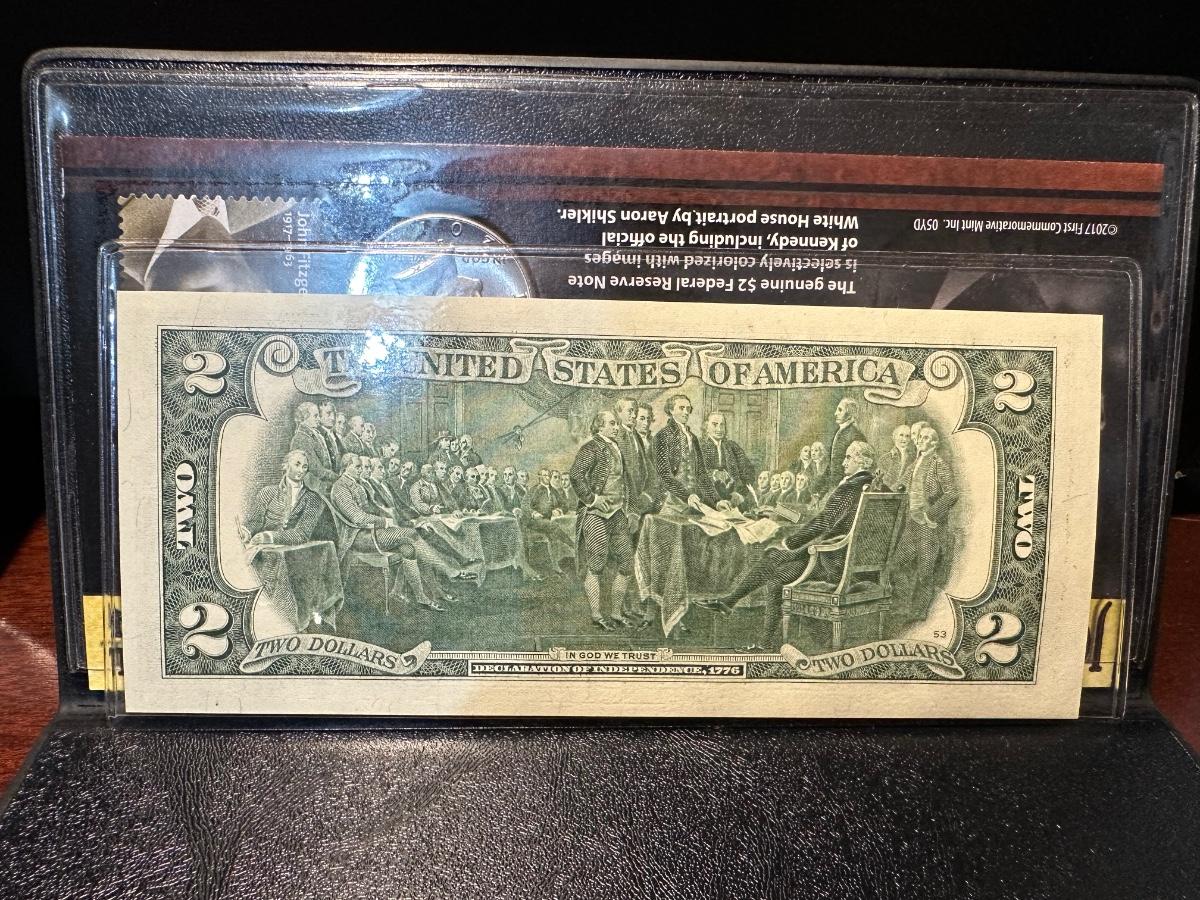 ©2017 First Commemorative Mint Inc. 05YD
The genuine $2 Federal Reserve Note
is selectively colorized with images
of Kennedy, including the official
White House portrait by Aaron Shikler.
1917-1963
2
UNITED STATES OF AMERICA
2
TWO
TWO
2
TWO DOLLARS
IN GOD WE TRUST
DECLARATION OF INDEPENDENCE, 1776
TWO DOLLARS
53
2